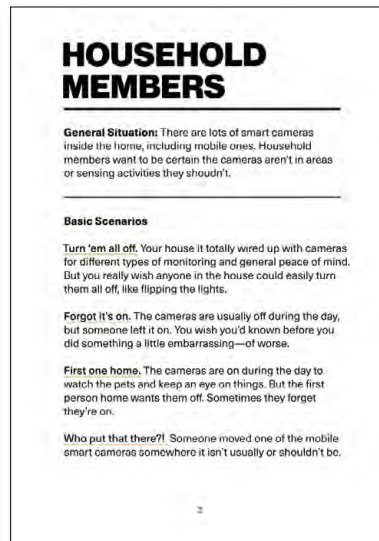 HOUSEHOLD
MEMBERS
General Situation: There are lots of smart cameras
inside the home, including mobile ones. Household
members want to be certain the cameras aren't in areas
or sensing activities they shoudn't.
Basic Scenarios
Turn 'em all off. Your house it totally wired up with cameras
for different types of monitoring and general peace of mind.
But you really wish anyone in the house could easily turn
them all off, like flipping the lights.
Forgot it's on. The cameras are usually off during the day,
but someone left it on. You wish you'd known before you
did something a little embarrassing—of worse.
First one home. The cameras are on during the day to
watch the pets and keep an eye on things. But the first
person home wants them off. Sometimes they forget
they're on.
Who put that there?! Someone moved one of the mobile
smart cameras somewhere it isn't usually or shouldn't be.